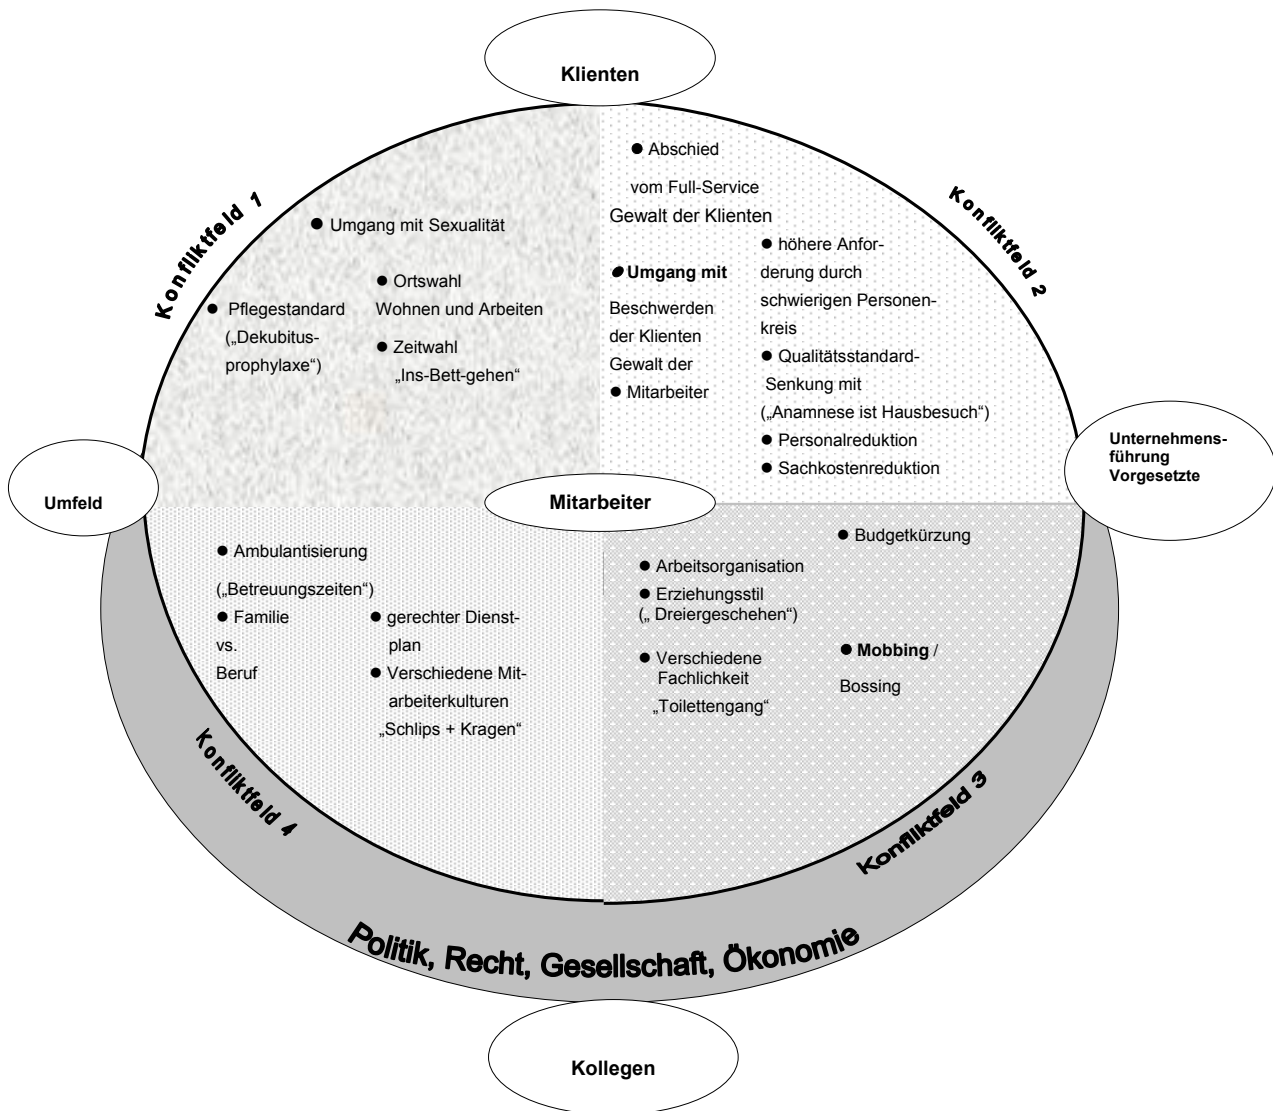 Klienten
Konfliktfeld 1
● Umgang mit Sexualität
● Ortswahl
Wohnen und Arbeiten
● Pflegestandard
(„Dekubitus-
prophylaxe“)
● Zeitwahl
„Ins-Bett-gehen“
Konfliktfeld 2
● Abschied
vom Full-Service
Gewalt der Klienten
● Umgang mit
Beschwerden
der Klienten
Gewalt der
● Mitarbeiter
● höhere Anfor-
derung durch
schwierigen Personen-
kreis
● Qualitätsstandard-
Senkung mit
(„Anamnese ist Hausbesuch“)
● Personalreduktion
● Sachkostenreduktion
Umfeld
Mitarbeiter
Unternehmens-
führung
Vorgesetzte
● Ambulantisierung
(„Betreuungszeiten“)
● Familie
vs.
Beruf
● gerechter Dienst-
plan
● Verschiedene Mit-
arbeiterkulturen
„Schlips + Kragen“
Konfliktfeld 4
● Budgetkürzung
● Arbeitsorganisation
● Erziehungsstil
(„ Dreiergeschehen“)
● Verschiedene
Fachlichkeit
„Toilettengang“
● Mobbing /
Bossing
Konfliktfeld 3
Politik, Recht, Gesellschaft, Ökonomie
Kollegen